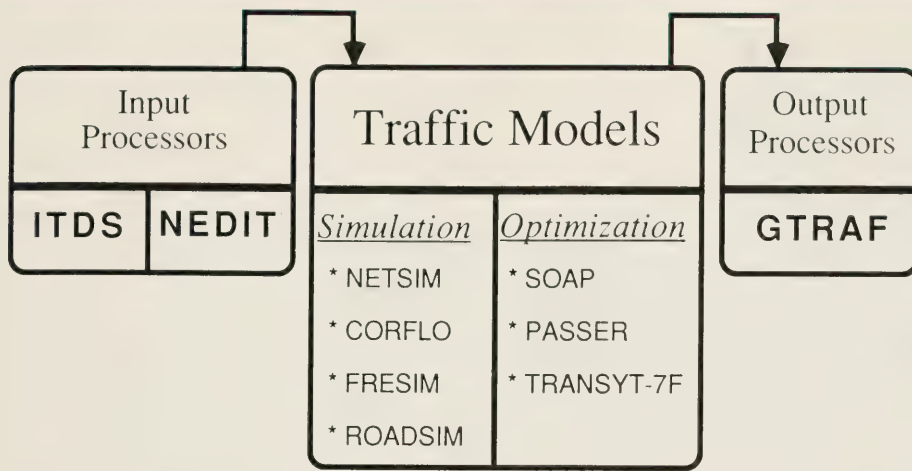 Input
Processors
ITDS
NEDIT
Traffic Models
Simulation
* NETSIM
* CORFLO
* FRESIM
* ROADSIM
Optimization
* SOAP
* PASSER
* TRANSYT-7F
Output
Processors
GTRAF